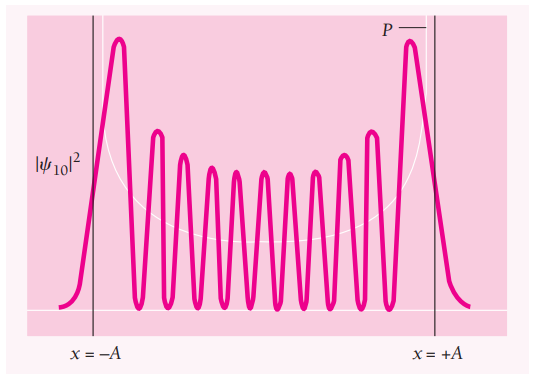 P
|ψ₁₀|²
x = –A
x = +A